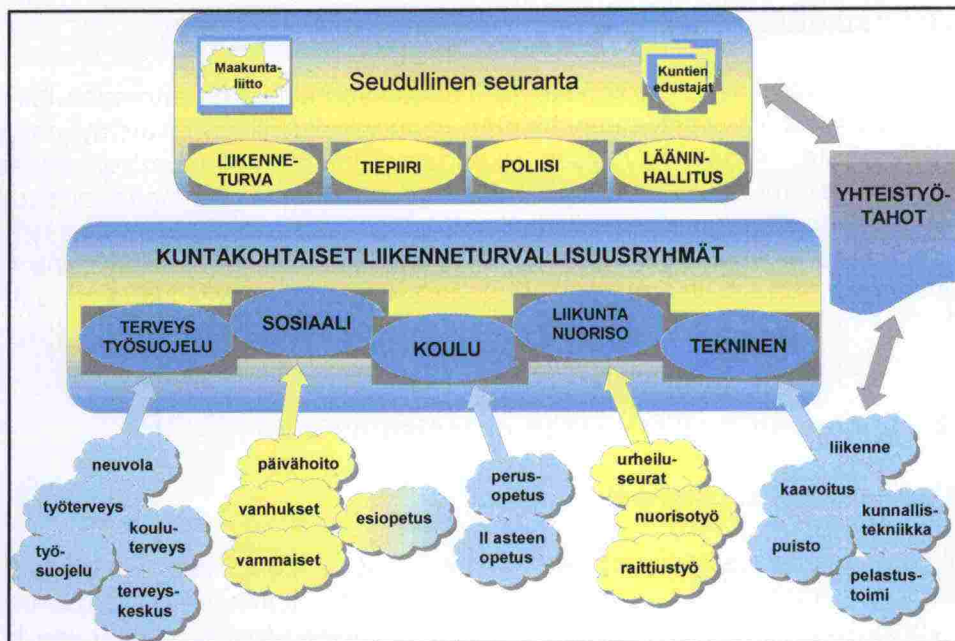 Maakunta-
liitto
Seudullinen seuranta
Kuntien
edustajat
LIIKENNE-
TURVA
TIEPIIRI
POLIISI
LÄÄNIN-
HALLITUS
YHTEISTYÖ-
TAHOT
KUNTAKOHTAISET LIIKENNETURVALLISUUSRYHMÄT
TERVEYS
TYÖSUOJELU
SOSIAALI
KOULU
LIIKUNTA
NUORISO
TEKNINEN
neuvola
työterveys
koulu-
terveys
työ-
suojelu
terveys-
keskus
päivähoito
vanhukset
esiopetus
vammaiset
perus-
opetus
II asteen
opetus
urheilu-
seurat
nuorisotyö
raittiustyö
liikenne
kaavoitus
kunnallis-
tekniikka
puisto
pelastus-
toimi